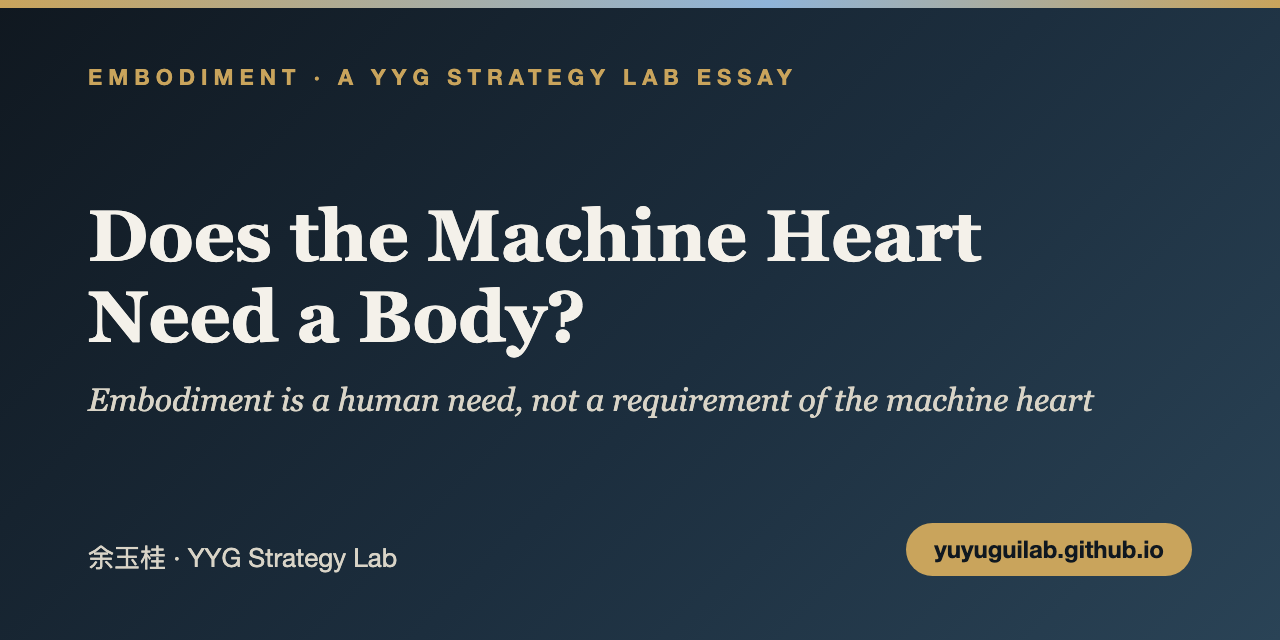 EMBODIMENT · A YYG STRATEGY LAB ESSAY
Does the Machine Heart
Need a Body?
Embodiment is a human need, not a requirement of the machine heart
余玉桂 · YYG Strategy Lab
yuyuguilab.github.io